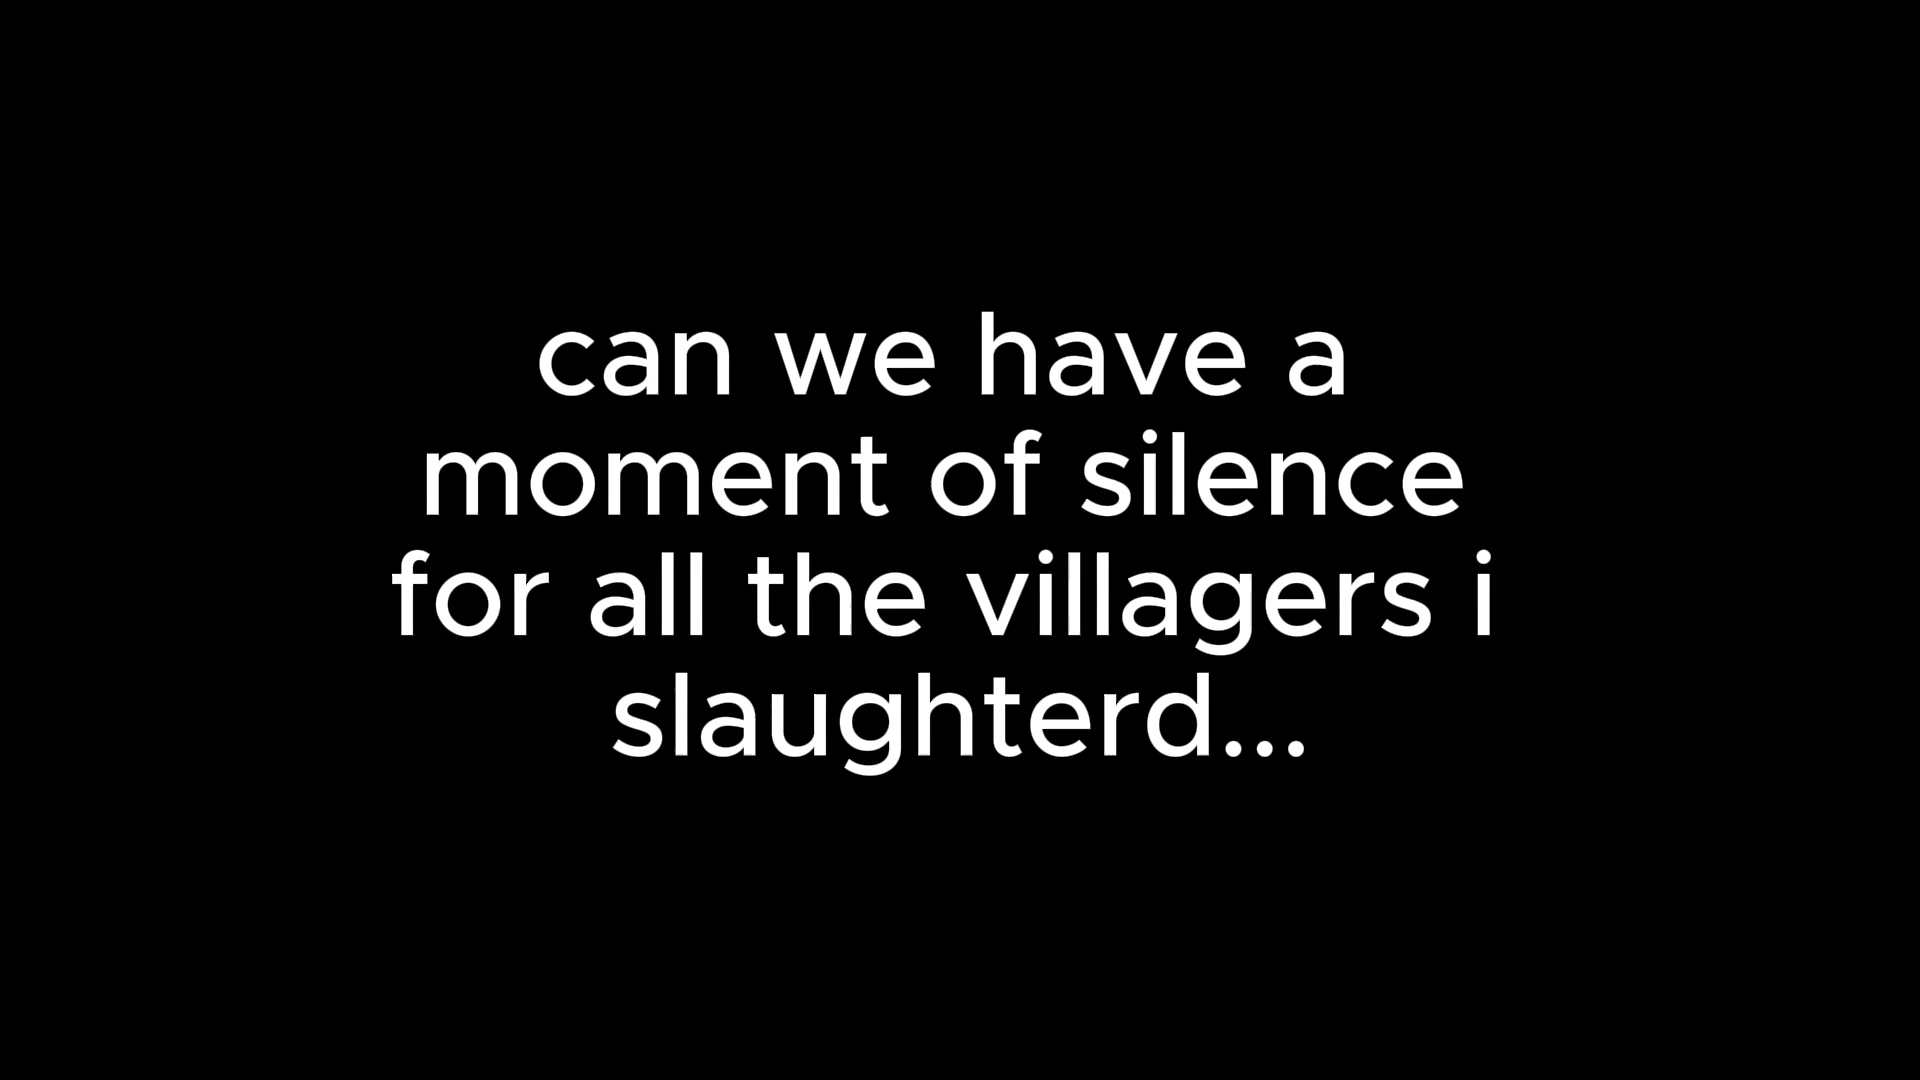 can we have a
moment of silence
for all the villagers i
slaughterd...